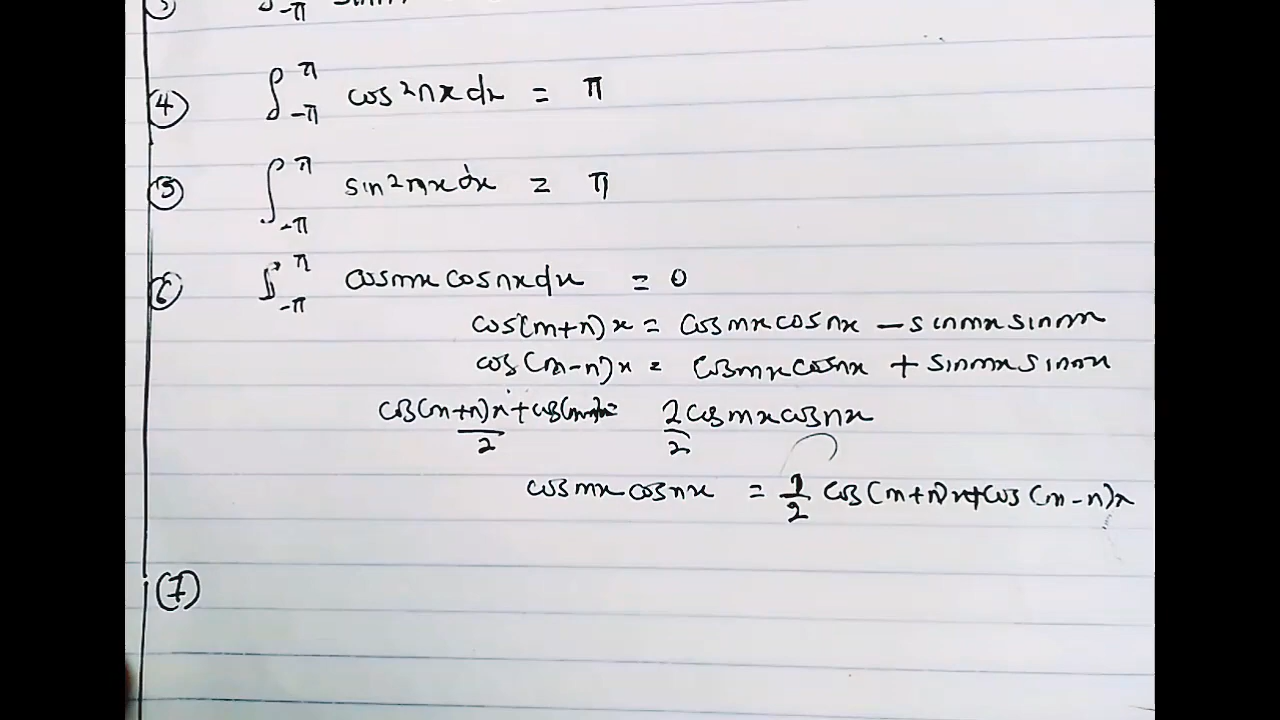 ∫_{-π}
④ ∫_{-π}^{π} cos²nx dx = π
⑤ ∫_{-π}^{π} sin²nx dx = π
⑥ ∫_{-π}^{π} cosmx cosnx dx = 0
cos(m+n)x = cosmx cosnx - sinmx sinnx
cos(m-n)x = cosmx cosnx + sinmx sinnx
cos(m+n)x + cos(m-n)x / 2 = 2cosmx cosnx / 2
cosmx cosnx = 1/2 cos(m+n)x + cos(m-n)x
⑦